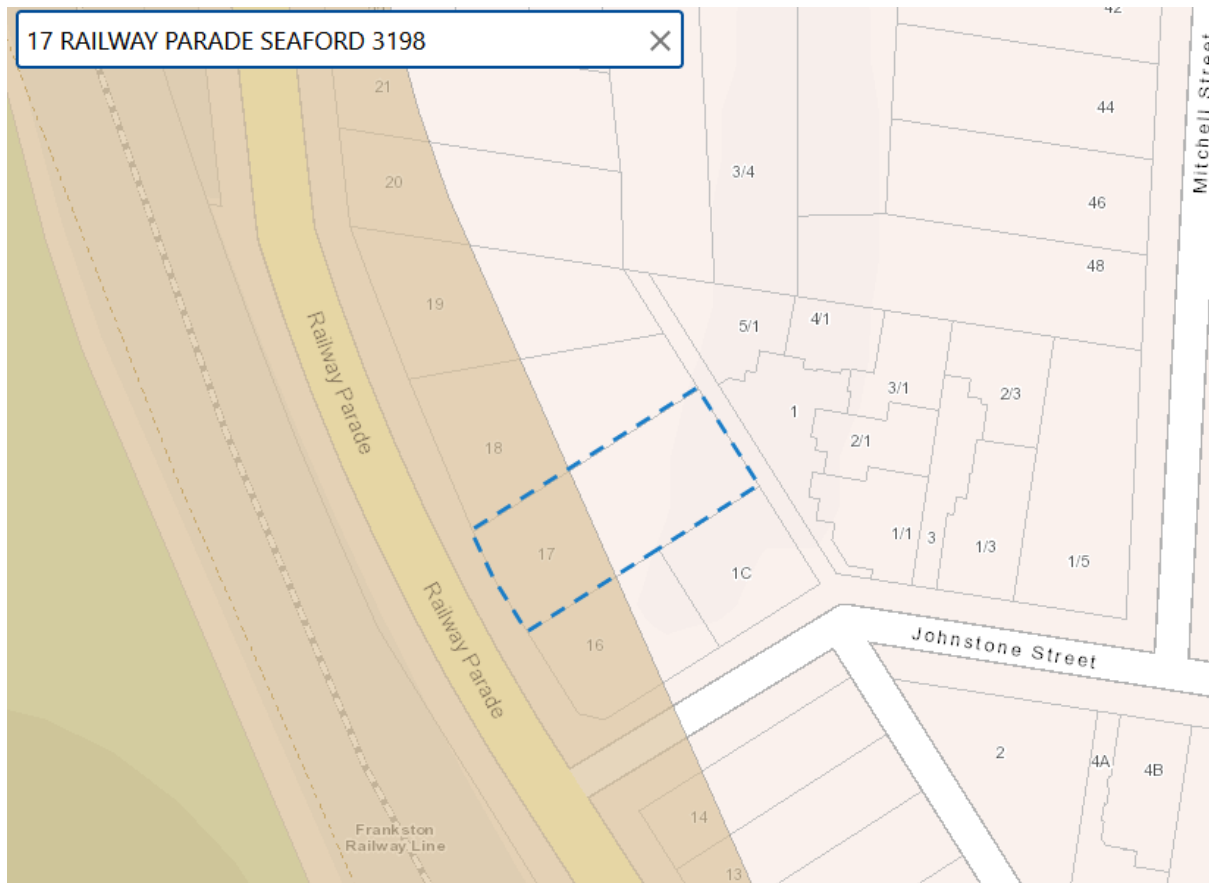 17 RAILWAY PARADE SEAFORD 3198
42
21
44
Mitchell Street
3/4
20
46
48
19
5/1
4/1
Railway Parade
3/1
2/3
1
18
2/1
17
1/1
3
1/3
1/5
1C
Railway Parade
16
Johnstone Street
2
4A
4B
14
Frankston
Railway Line
13